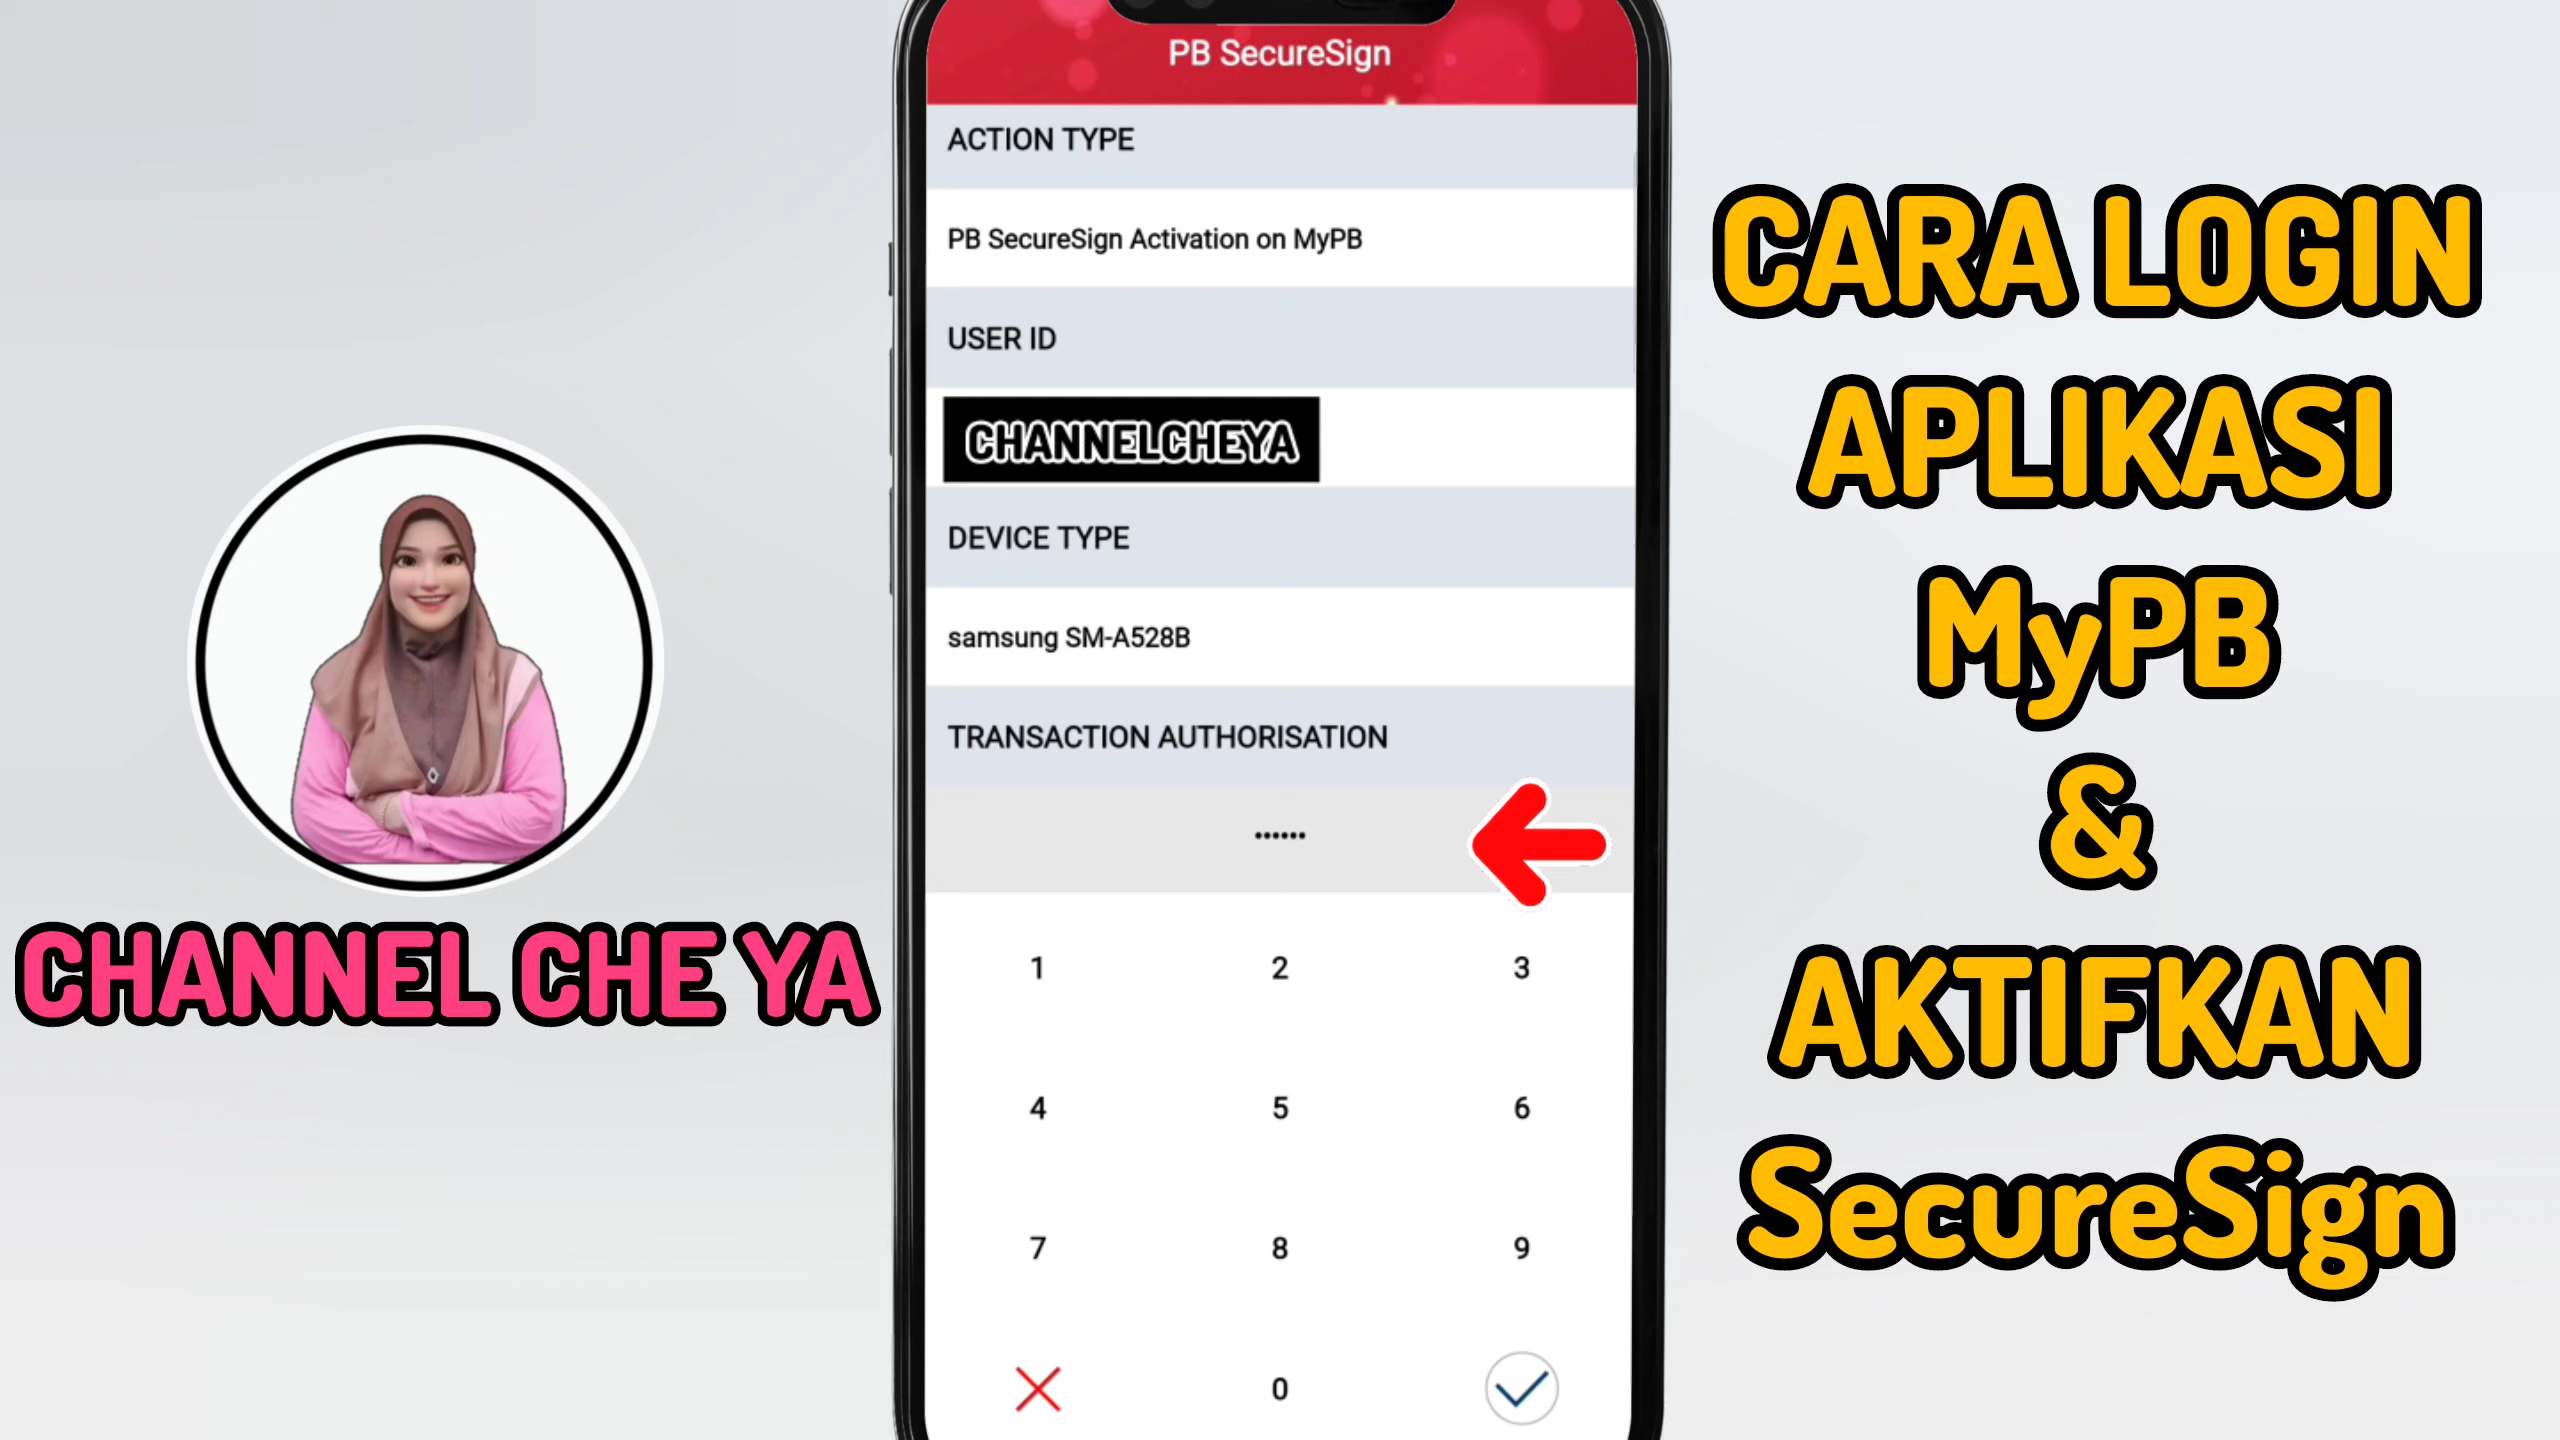 PB SecureSign
ACTION TYPE
PB SecureSign Activation on MyPB
USER ID
CHANNELCHEYA
DEVICE TYPE
samsung SM-A528B
TRANSACTION AUTHORISATION
••••••
1 2 3
4 5 6
7 8 9
0
CHANNEL CHE YA
CARA LOGIN
APLIKASI
MyPB
&
AKTIFKAN
SecureSign